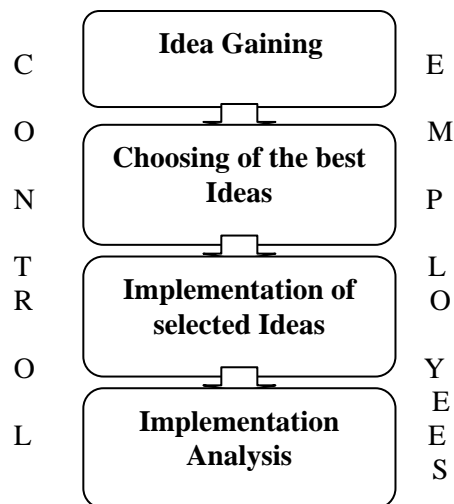 C
O
N
T
R
O
L
Idea Gaining
Choosing of the best
Ideas
Implementation of
selected Ideas
Implementation
Analysis
E
M
P
L
O
Y
E
E
S